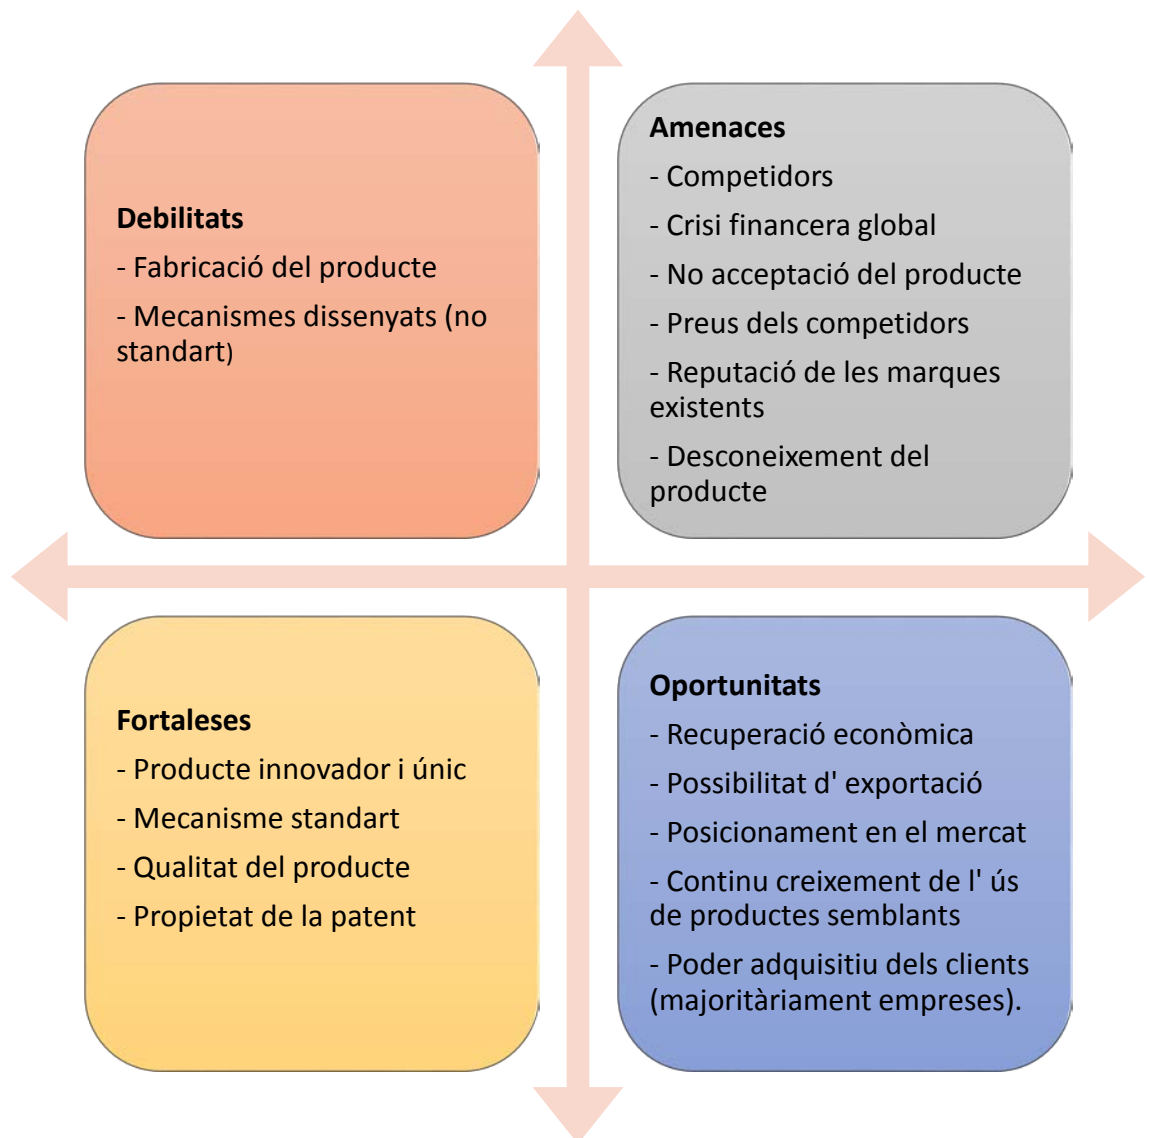 Debilitats
- Fabricació del producte
- Mecanismes dissenyats (no
standart)
Amenaces
- Competidors
- Crisi financera global
- No acceptació del producte
- Preus dels competidors
- Reputació de les marques
existents
- Desconeixement del
producte
Fortaleses
- Producte innovador i únic
- Mecanisme standart
- Qualitat del producte
- Propietat de la patent
Oportunitats
- Recuperació econòmica
- Possibilitat d' exportació
- Posicionament en el mercat
- Continu creixement de l' ús
de productes semblants
- Poder adquisitiu dels clients
(majoritàriament empreses).